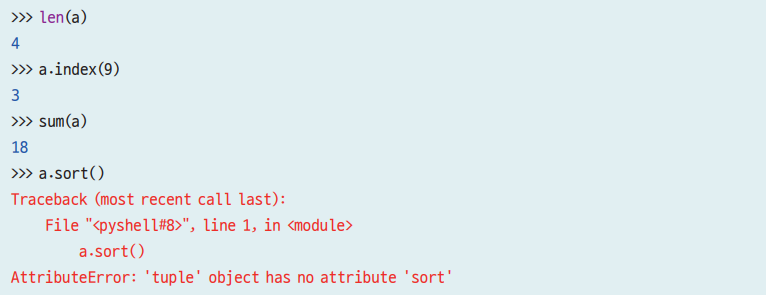 >>> len(a)
4
>>> a.index(9)
3
>>> sum(a)
18
>>> a.sort()
Traceback (most recent call last):
    File "<pyshell#8>", line 1, in <module>
        a.sort()
AttributeError: 'tuple' object has no attribute 'sort'